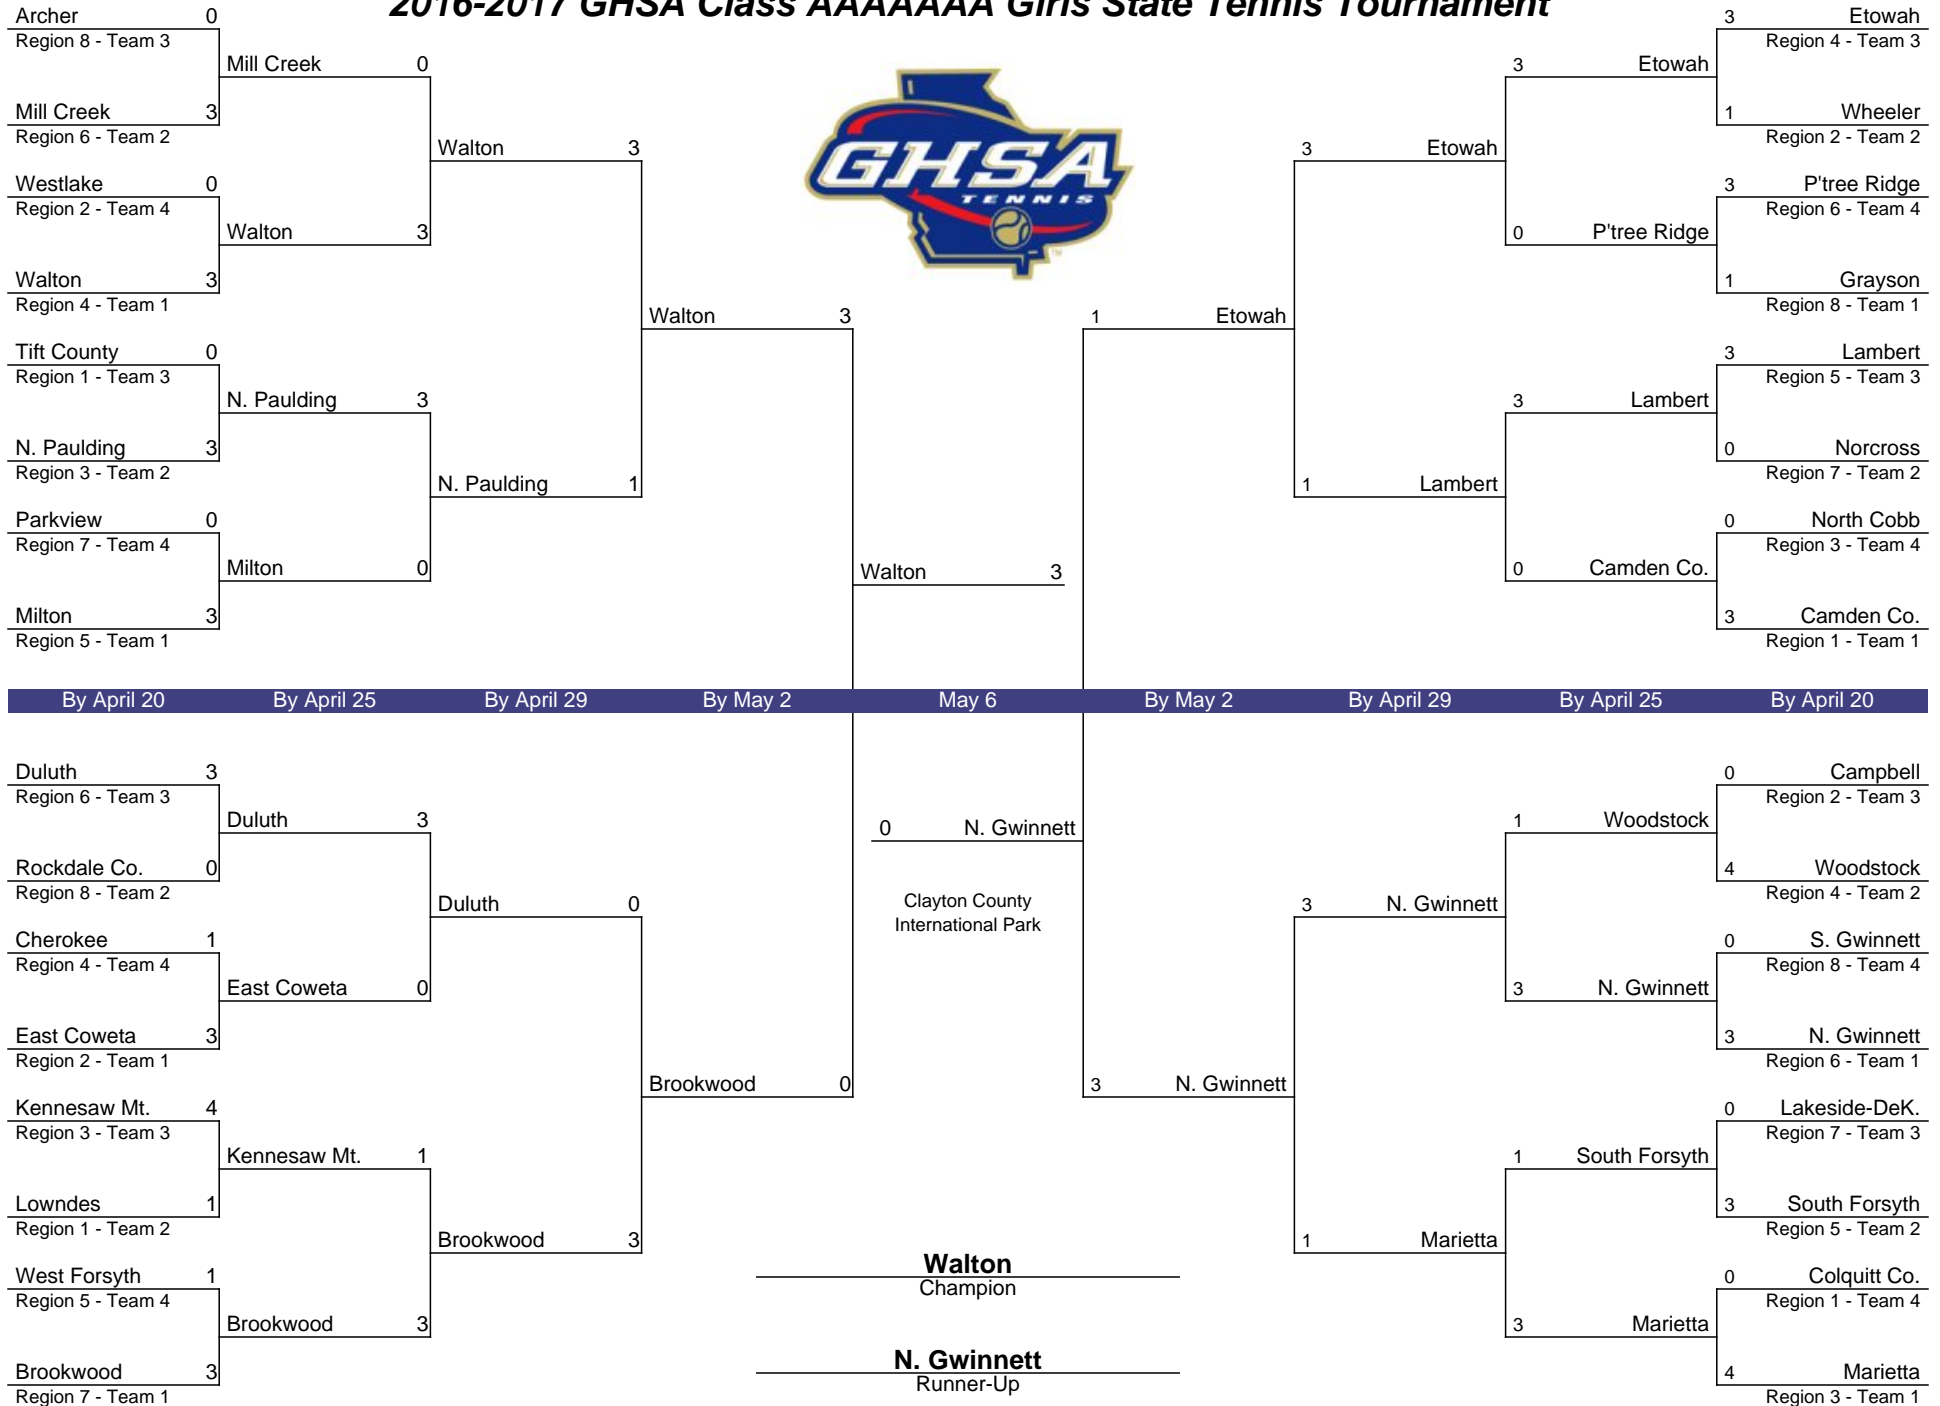 2016-2017 GHSA Class AAAAAAA Girls State Tennis Tournament
Archer 0
Region 8 - Team 3
Mill Creek 0
Mill Creek 3
Region 6 - Team 2
Walton 3
Westlake 0
Region 2 - Team 4
Walton 3
Walton 3
Region 4 - Team 1
Walton 3
Tift County 0
Region 1 - Team 3
N. Paulding 3
N. Paulding 3
Region 3 - Team 2
N. Paulding 1
Parkview 0
Region 7 - Team 4
Milton 0
Milton 3
Region 5 - Team 1
GHSA
TENNIS
TM
Walton 3
3 Etowah
Region 4 - Team 3
3 Etowah
1 Wheeler
Region 2 - Team 2
3 Etowah
3 P'tree Ridge
Region 6 - Team 4
0 P'tree Ridge
1 Grayson
Region 8 - Team 1
1 Etowah
3 Lambert
Region 5 - Team 3
3 Lambert
0 Norcross
Region 7 - Team 2
1 Lambert
0 North Cobb
Region 3 - Team 4
0 Camden Co.
3 Camden Co.
Region 1 - Team 1
By April 20 By April 25 By April 29 By May 2 May 6 By May 2 By April 29 By April 25 By April 20
Duluth 3
Region 6 - Team 3
Duluth 3
Rockdale Co. 0
Region 8 - Team 2
Duluth 0
Cherokee 1
Region 4 - Team 4
East Coweta 0
East Coweta 3
Region 2 - Team 1
Brookwood 0
Kennesaw Mt. 4
Region 3 - Team 3
Kennesaw Mt. 1
Lowndes 1
Region 1 - Team 2
Brookwood 3
West Forsyth 1
Region 5 - Team 4
Brookwood 3
Brookwood 3
Region 7 - Team 1
0 N. Gwinnett
Clayton County
International Park
Walton
Champion
N. Gwinnett
Runner-Up
0 Campbell
Region 2 - Team 3
1 Woodstock
4 Woodstock
Region 4 - Team 2
3 N. Gwinnett
0 S. Gwinnett
Region 8 - Team 4
3 N. Gwinnett
3 N. Gwinnett
Region 6 - Team 1
3 N. Gwinnett
0 Lakeside-DeK.
Region 7 - Team 3
1 South Forsyth
3 South Forsyth
Region 5 - Team 2
1 Marietta
0 Colquitt Co.
Region 1 - Team 4
3 Marietta
4 Marietta
Region 3 - Team 1